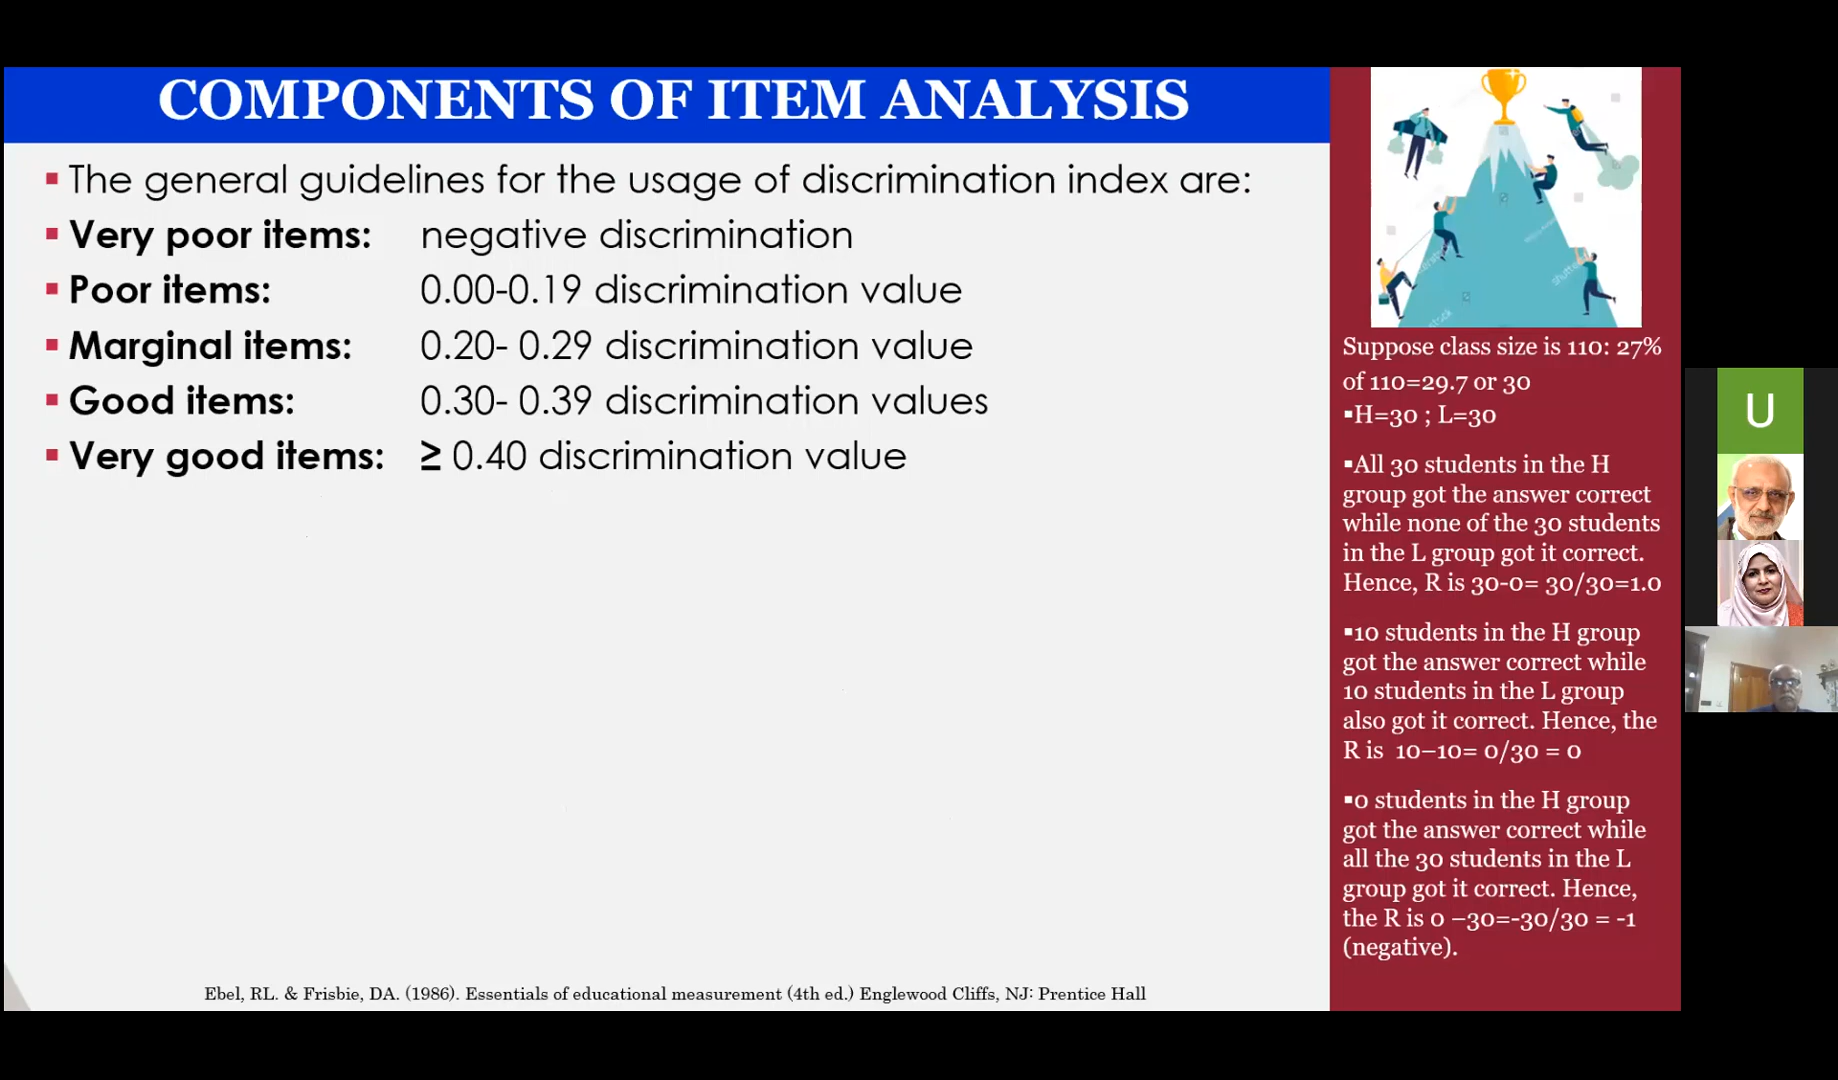 COMPONENTS OF ITEM ANALYSIS
▪ The general guidelines for the usage of discrimination index are:
▪ Very poor items: negative discrimination
▪ Poor items: 0.00-0.19 discrimination value
▪ Marginal items: 0.20- 0.29 discrimination value
▪ Good items: 0.30- 0.39 discrimination values
▪ Very good items: ≥ 0.40 discrimination value
Ebel, RL. & Frisbie, DA. (1986). Essentials of educational measurement (4th ed.) Englewood Cliffs, NJ: Prentice Hall
Suppose class size is 110: 27%
of 110=29.7 or 30
▪H=30 ; L=30
▪All 30 students in the H
group got the answer correct
while none of the 30 students
in the L group got it correct.
Hence, R is 30-0= 30/30=1.0
▪10 students in the H group
got the answer correct while
10 students in the L group
also got it correct. Hence, the
R is 10–10= 0/30 = 0
▪0 students in the H group
got the answer correct while
all the 30 students in the L
group got it correct. Hence,
the R is 0 –30=-30/30 = -1
(negative).
U